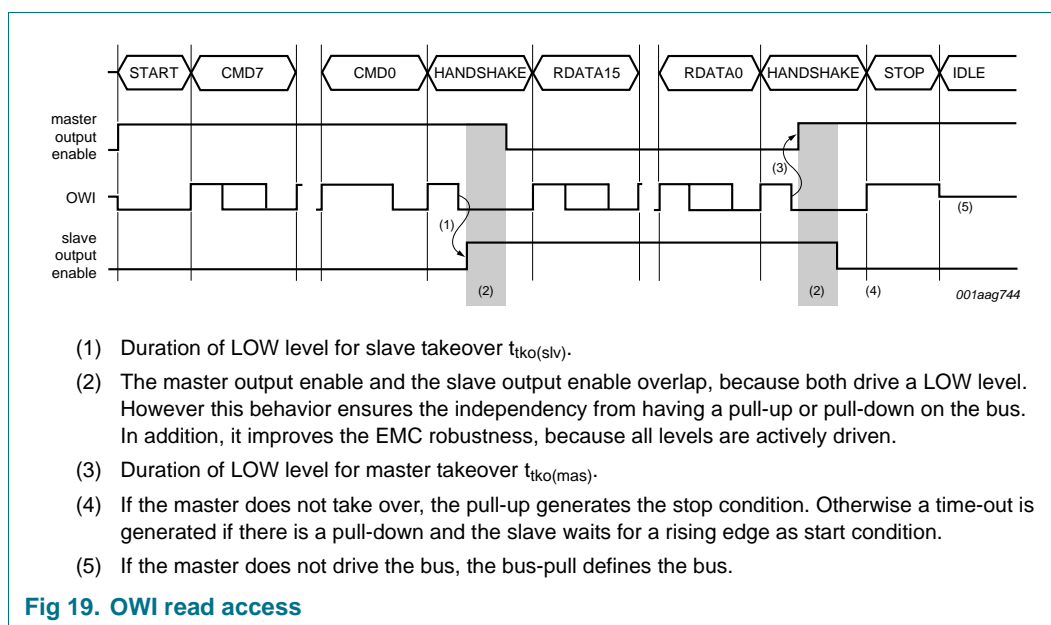 START CMD7 CMD0 HANDSHAKE RDATA15 RDATA0 HANDSHAKE STOP IDLE
master
output
enable
(3)
OWI
(5)
(1)
slave
output
enable
(2) (2) (4)
001aag744
(1) Duration of LOW level for slave takeover ttko(slv).
(2) The master output enable and the slave output enable overlap, because both drive a LOW level.
However this behavior ensures the independency from having a pull-up or pull-down on the bus.
In addition, it improves the EMC robustness, because all levels are actively driven.
(3) Duration of LOW level for master takeover ttko(mas).
(4) If the master does not take over, the pull-up generates the stop condition. Otherwise a time-out is
generated if there is a pull-down and the slave waits for a rising edge as start condition.
(5) If the master does not drive the bus, the bus-pull defines the bus.
Fig 19. OWI read access